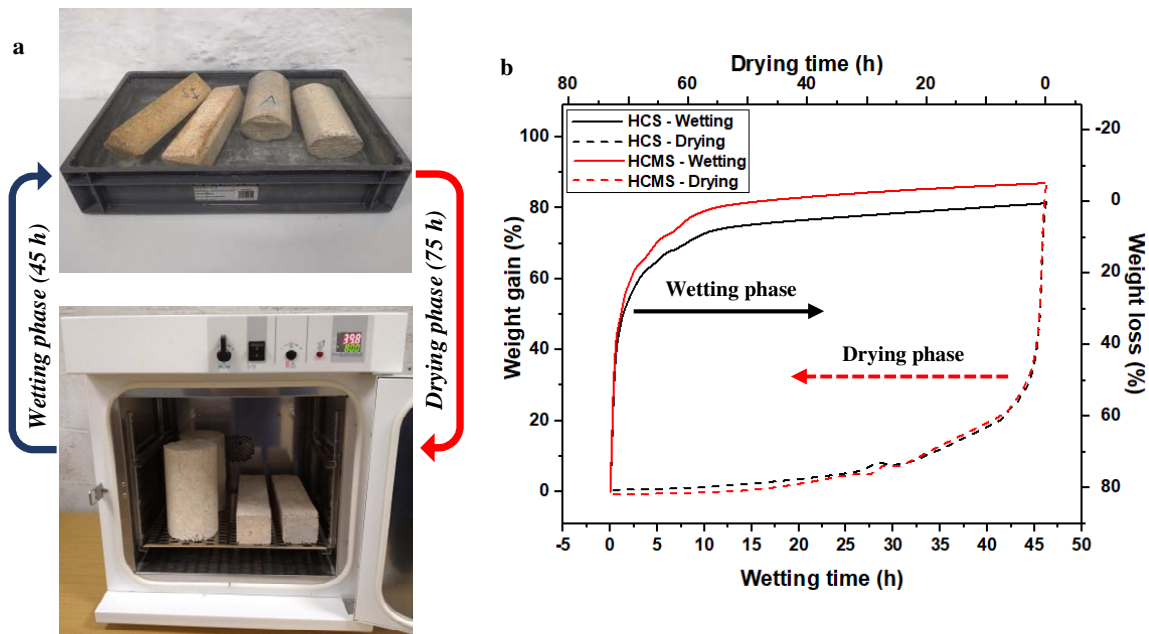 a
Wetting phase (45 h)
Drying phase (75 h)
39.8
b
Drying time (h)
80 60 40 20 0
HCS - Wetting
HCS - Drying
HCMS - Wetting
HCMS - Drying
Weight gain (%)
100
80
60
40
20
0
Wetting phase
Drying phase
-20
0
20
40
60
80
Weight loss (%)
-5 0 5 10 15 20 25 30 35 40 45 50
Wetting time (h)